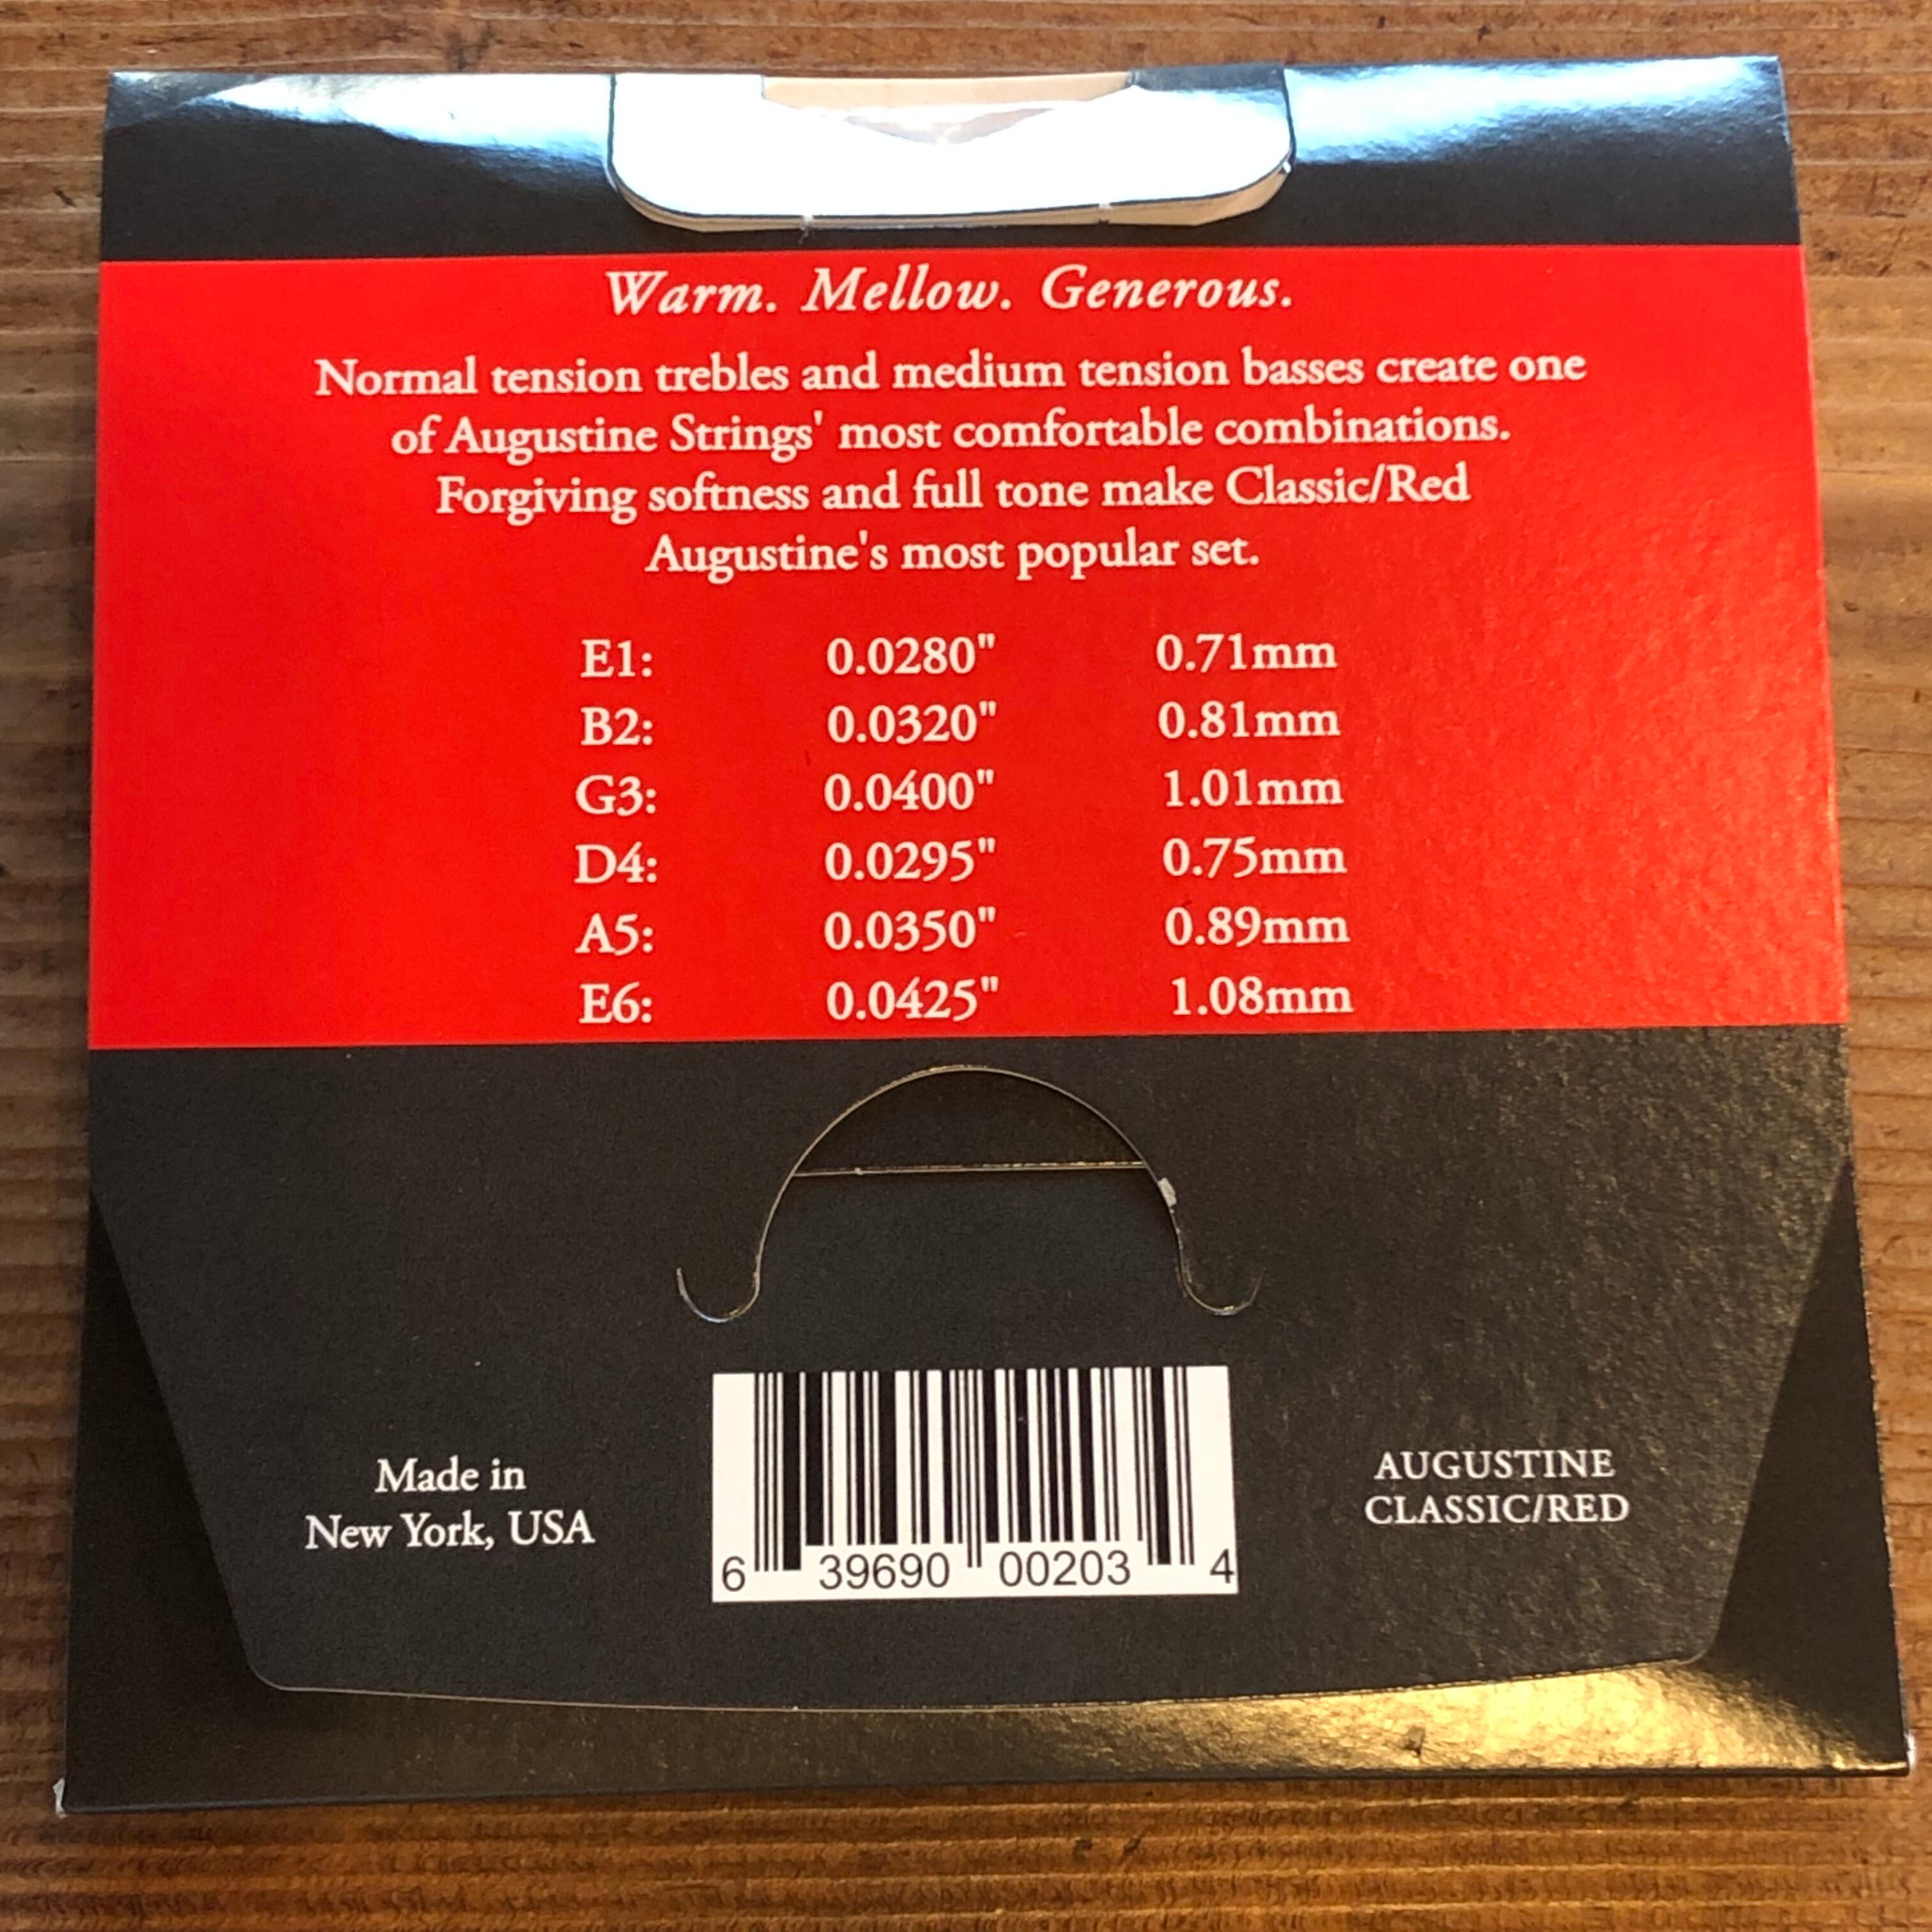 Warm. Mellow. Generous.
Normal tension trebles and medium tension basses create one
of Augustine Strings' most comfortable combinations.
Forgiving softness and full tone make Classic/Red
Augustine's most popular set.
E1: 0.0280" 0.71mm
B2: 0.0320" 0.81mm
G3: 0.0400" 1.01mm
D4: 0.0295" 0.75mm
A5: 0.0350" 0.89mm
E6: 0.0425" 1.08mm
Made in
New York, USA
6 39690 00203 4
AUGUSTINE
CLASSIC/RED